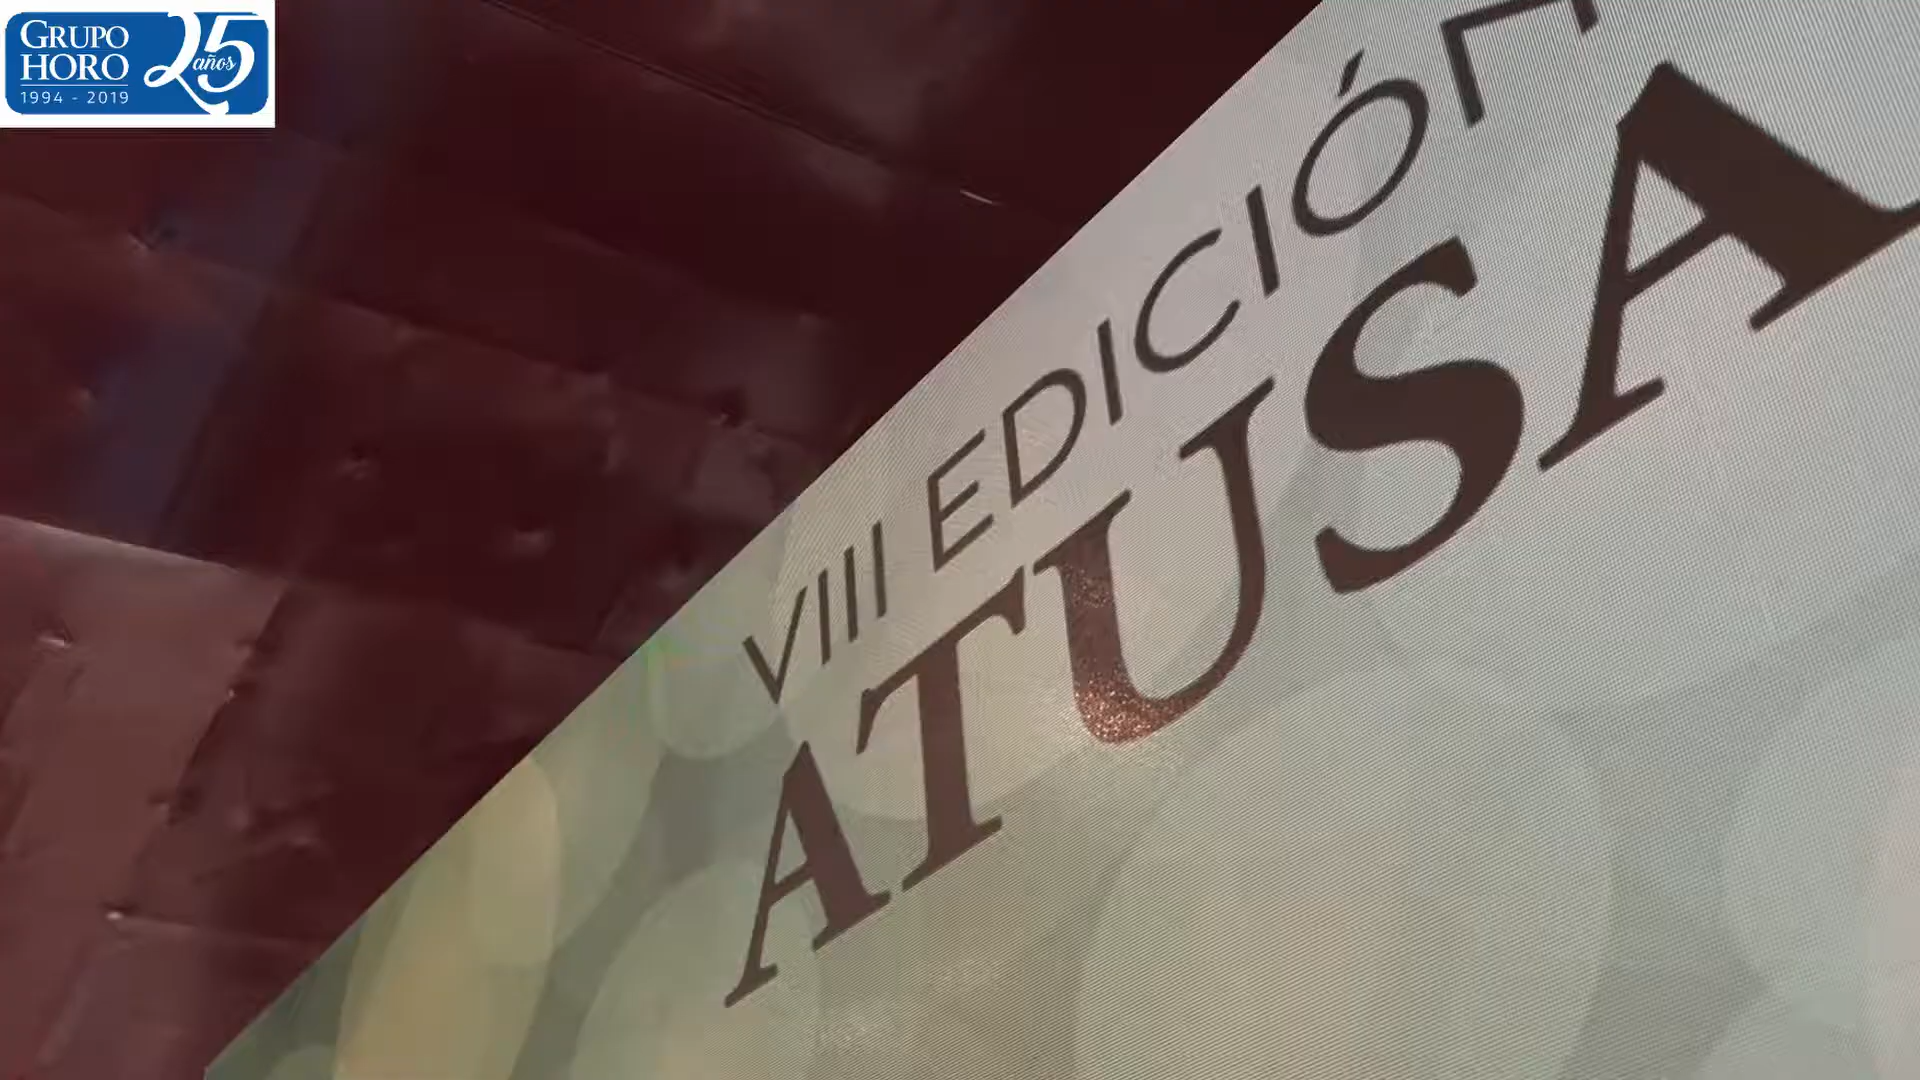 GRUPO
HORO
1994 - 2019
25
años
VIII EDICIÓN
ATUSA